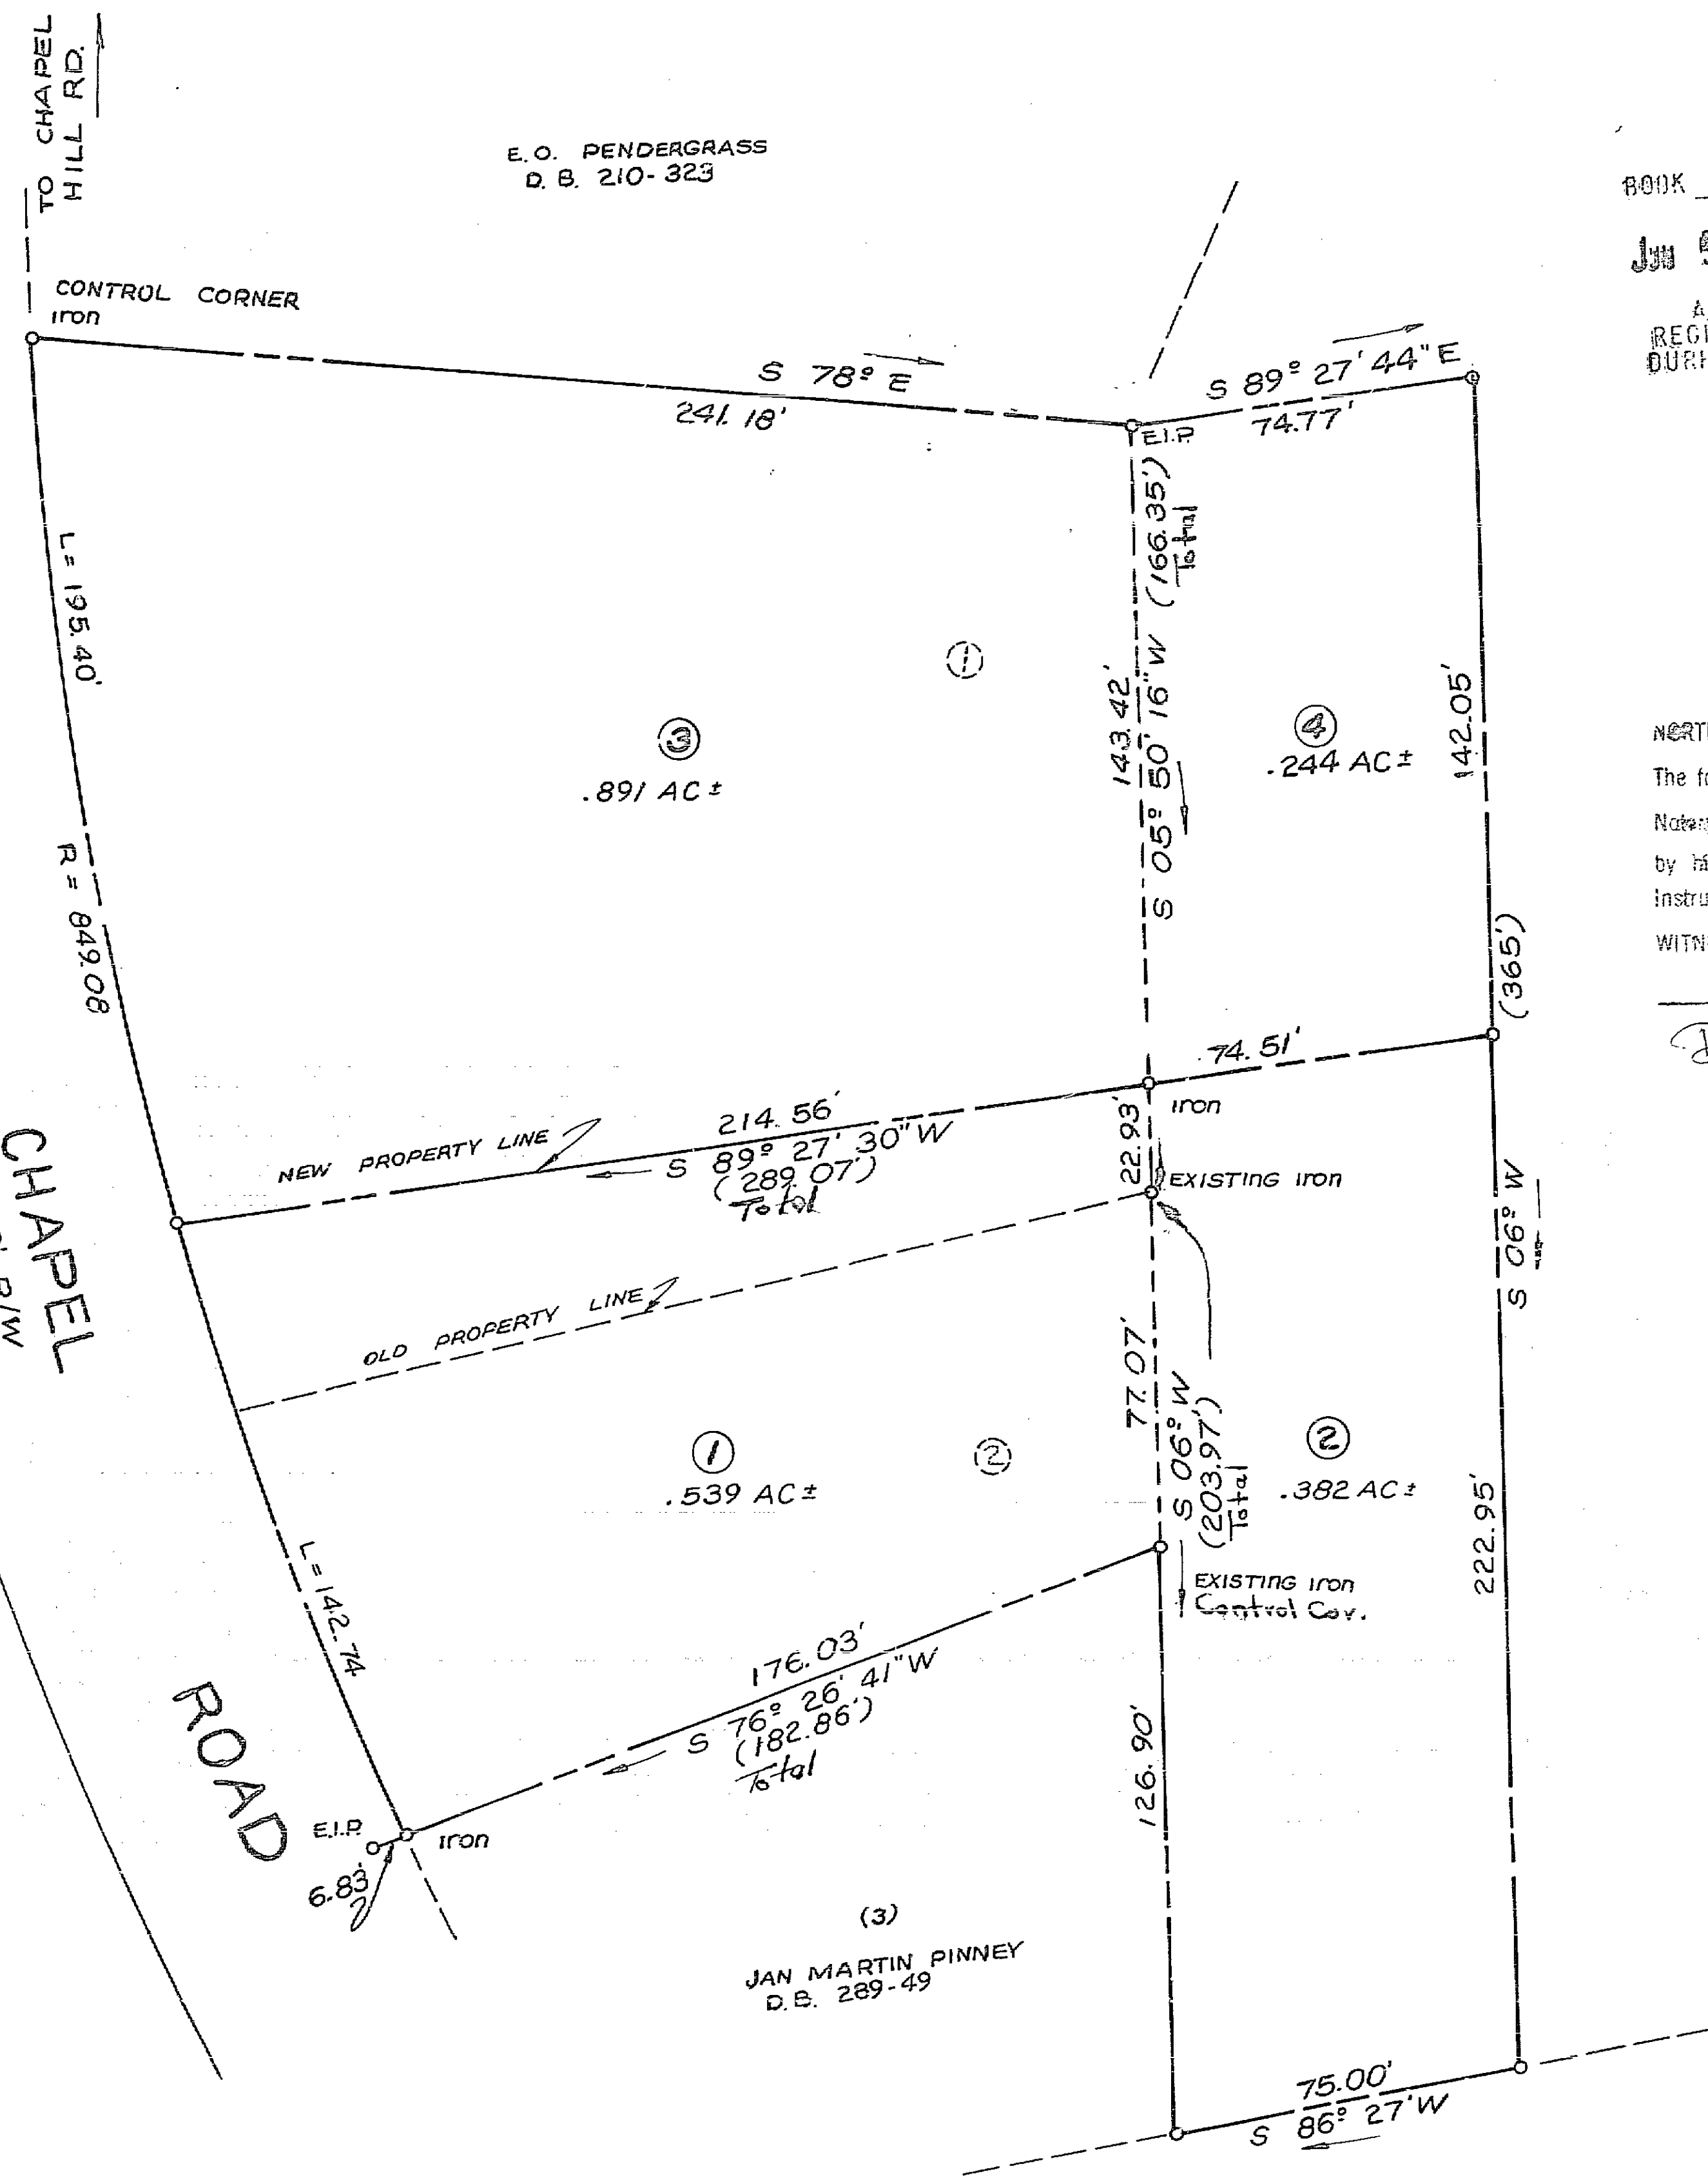 TO CHAPEL
HILL RD.
E. O. PENDERGRASS
D. B. 210-323
BOOK
CONTROL CORNER
Iron
S 78° E
241.18'
S 89° 27' 44" E
74.77'
E.I.P.
L = 195.40'
R = 849.08
143.42'
S 05° 50' 16" W (166.35')
Total
1
3
.891 AC ±
4
.244 AC ±
142.05'
(365')
74.51'
Iron
214.56'
NEW PROPERTY LINE
S 89° 27' 30" W
(289.07')
Total
22.93'
EXISTING Iron
CHAPEL
R/W
OLD PROPERTY LINE
S 06° W
77.07'
S 06° W
(203.97')
Total
1
.539 AC ±
2
2
.382 AC ±
222.95'
EXISTING Iron
Control Cor.
L = 142.74
176.03'
S 76° 26' 41" W
(182.86')
Total
126.90'
ROAD
E.I.P.
Iron
6.83'
(3)
JAN MARTIN PINNEY
D.B. 289-49
75.00'
S 86° 27' W
The
by
WITN